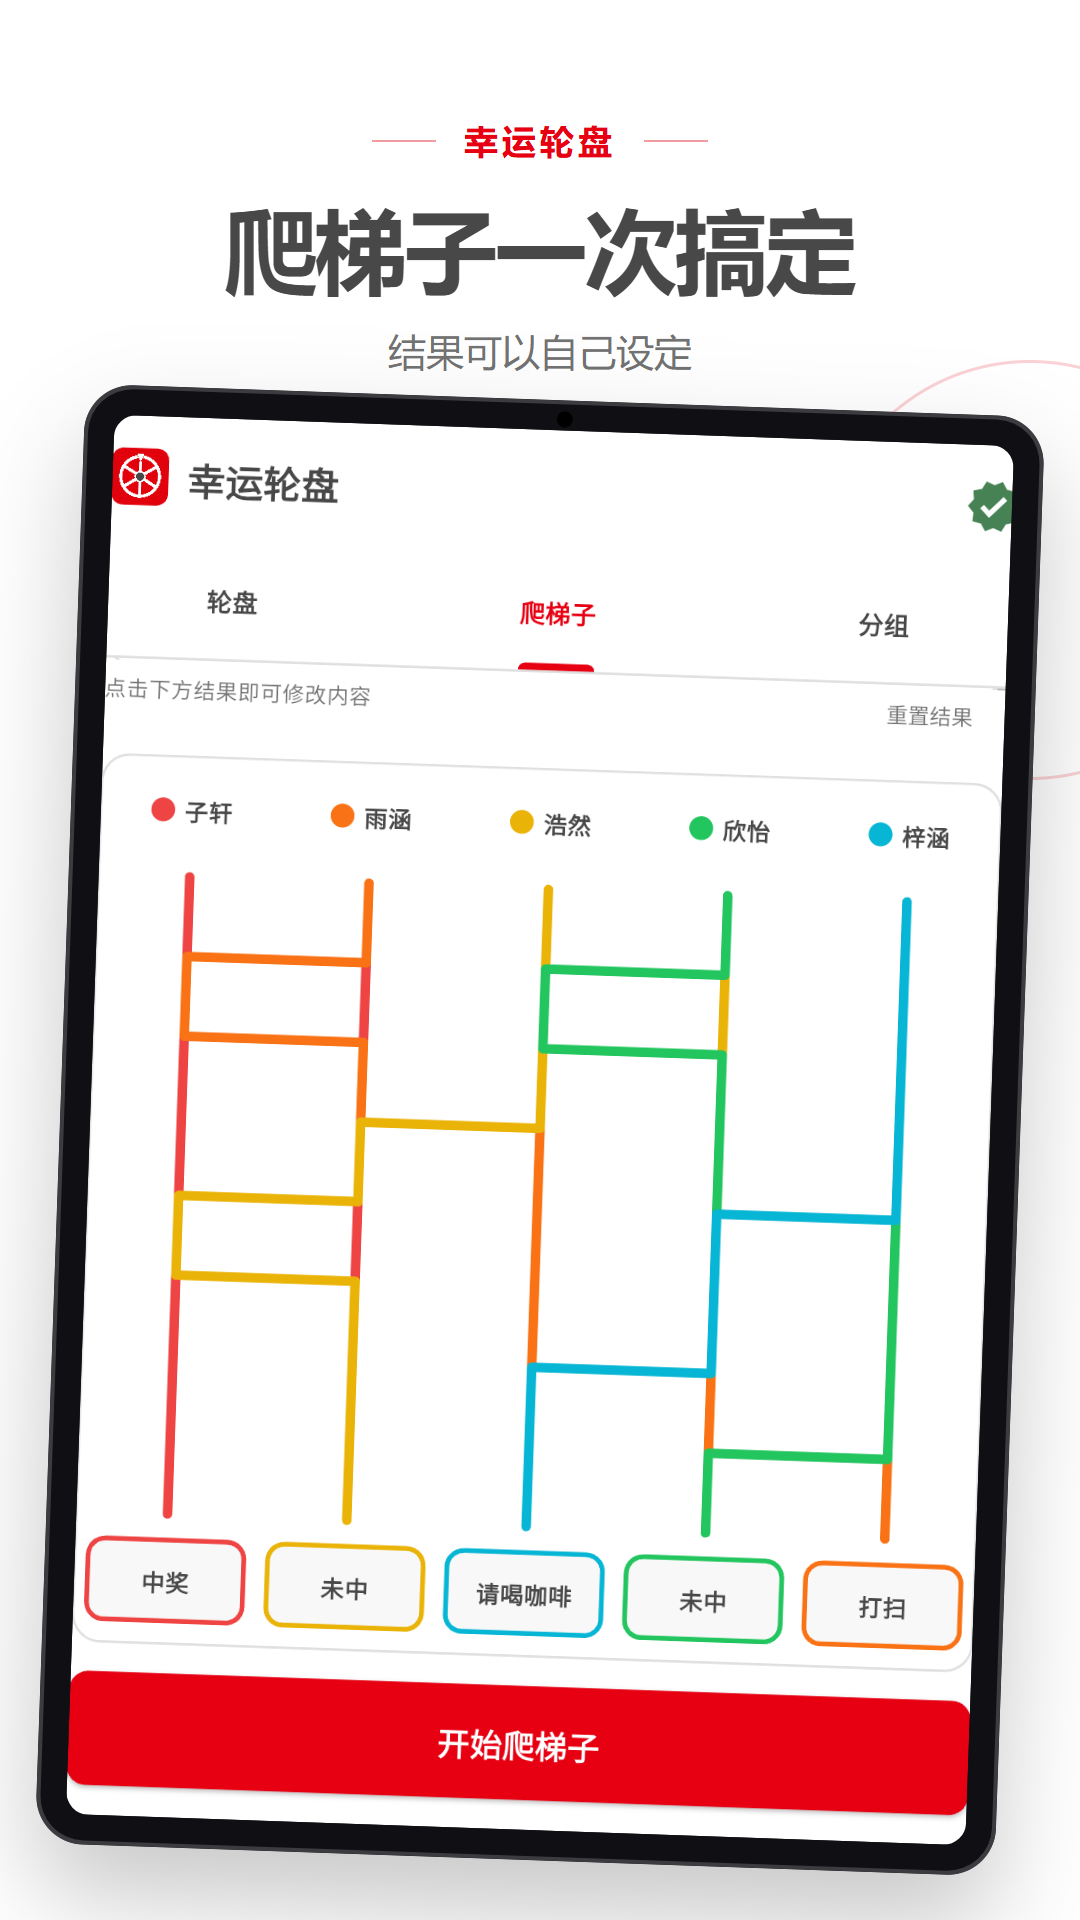 幸运轮盘
爬梯子一次搞定
结果可以自己设定
幸运轮盘
轮盘 爬梯子 分组
点击下方结果即可修改内容 重置结果
子轩 雨涵 浩然 欣怡 梓涵
中奖 未中 请喝咖啡 未中 打扫
开始爬梯子